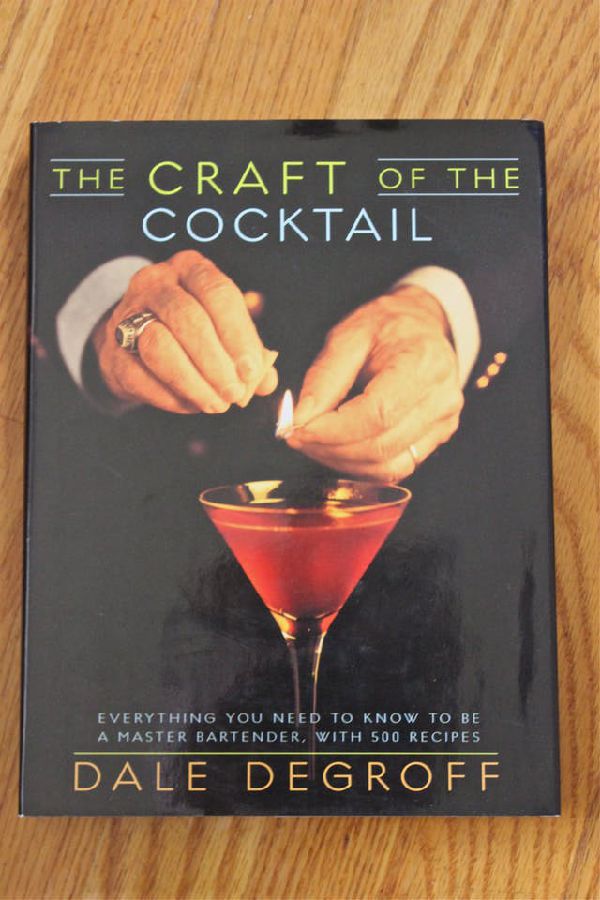 THE CRAFT OF THE
COCKTAIL
EVERYTHING YOU NEED TO KNOW TO BE
A MASTER BARTENDER, WITH 500 RECIPES
DALE DEGROFF